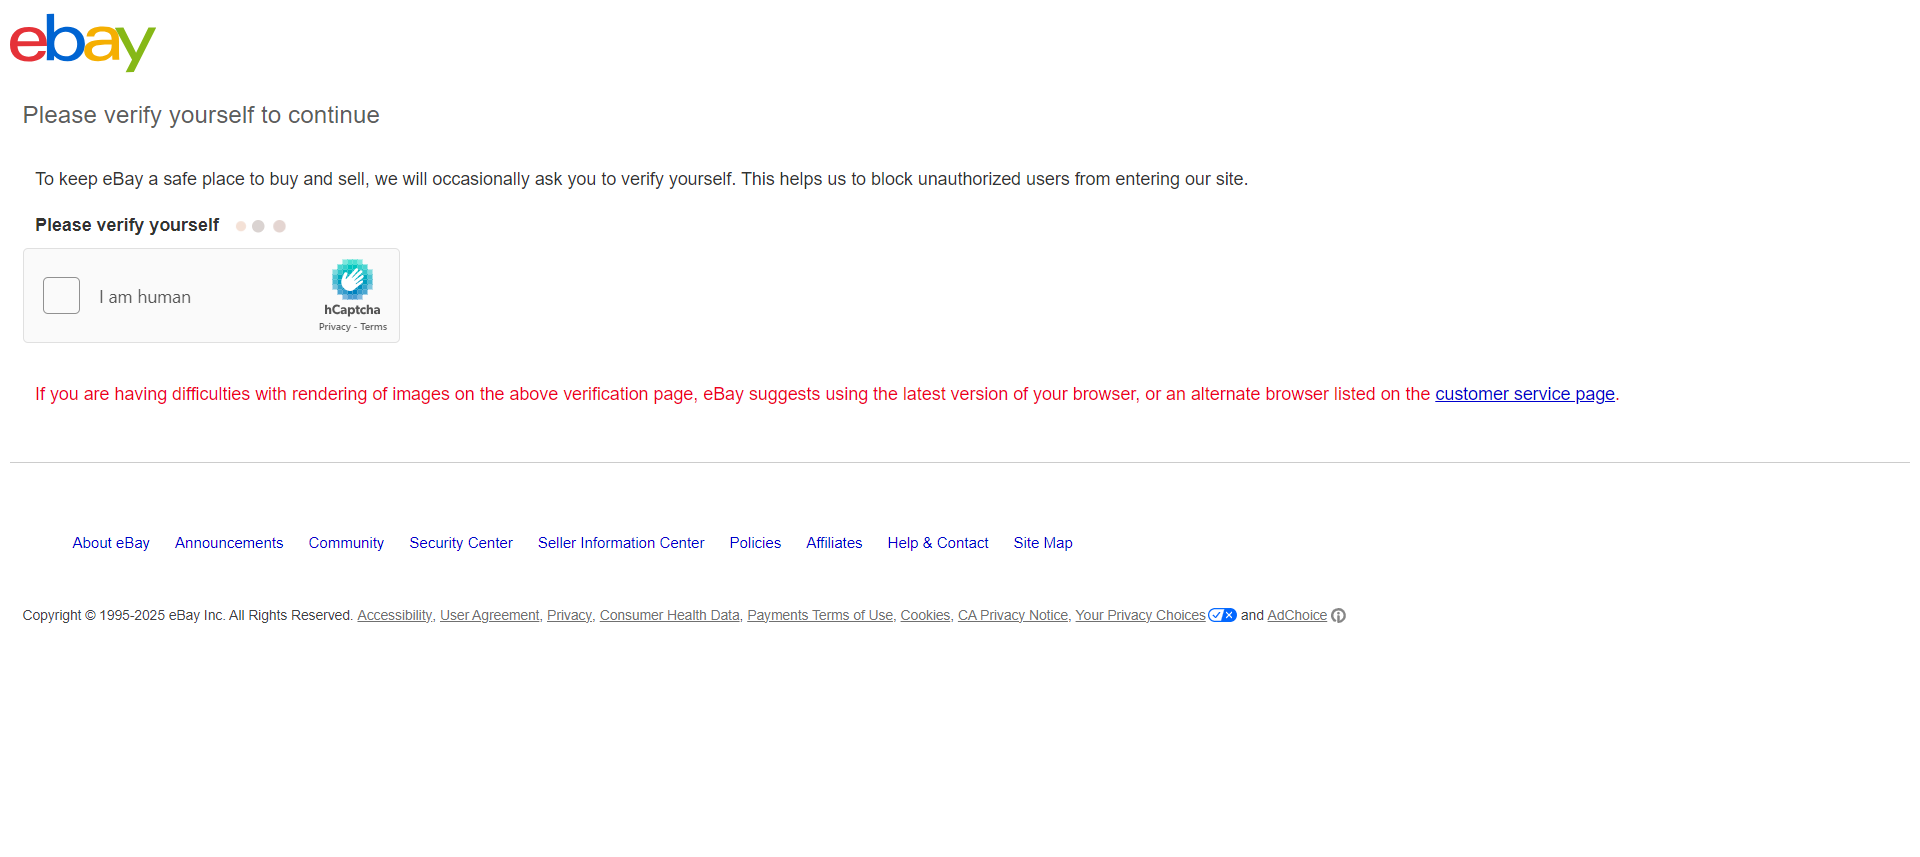 ebay
Please verify yourself to continue
To keep eBay a safe place to buy and sell, we will occasionally ask you to verify yourself. This helps us to block unauthorized users from entering our site.
Please verify yourself
I am human
hCaptcha
Privacy - Terms
If you are having difficulties with rendering of images on the above verification page, eBay suggests using the latest version of your browser, or an alternate browser listed on the customer service page.
About eBay Announcements Community Security Center Seller Information Center Policies Affiliates Help & Contact Site Map
Copyright © 1995-2025 eBay Inc. All Rights Reserved. Accessibility, User Agreement, Privacy, Consumer Health Data, Payments Terms of Use, Cookies, CA Privacy Notice, Your Privacy Choices and AdChoice